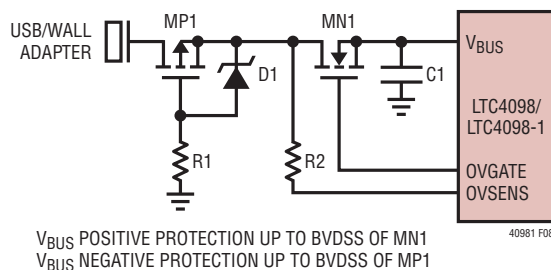 USB/WALL
ADAPTER
MP1
MN1
D1
C1
R1
R2
VBUS
LTC4098/
LTC4098-1
OVGATE
OVSENS
VBUS POSITIVE PROTECTION UP TO BVDSS OF MN1
VBUS NEGATIVE PROTECTION UP TO BVDSS OF MP1
40981 F08